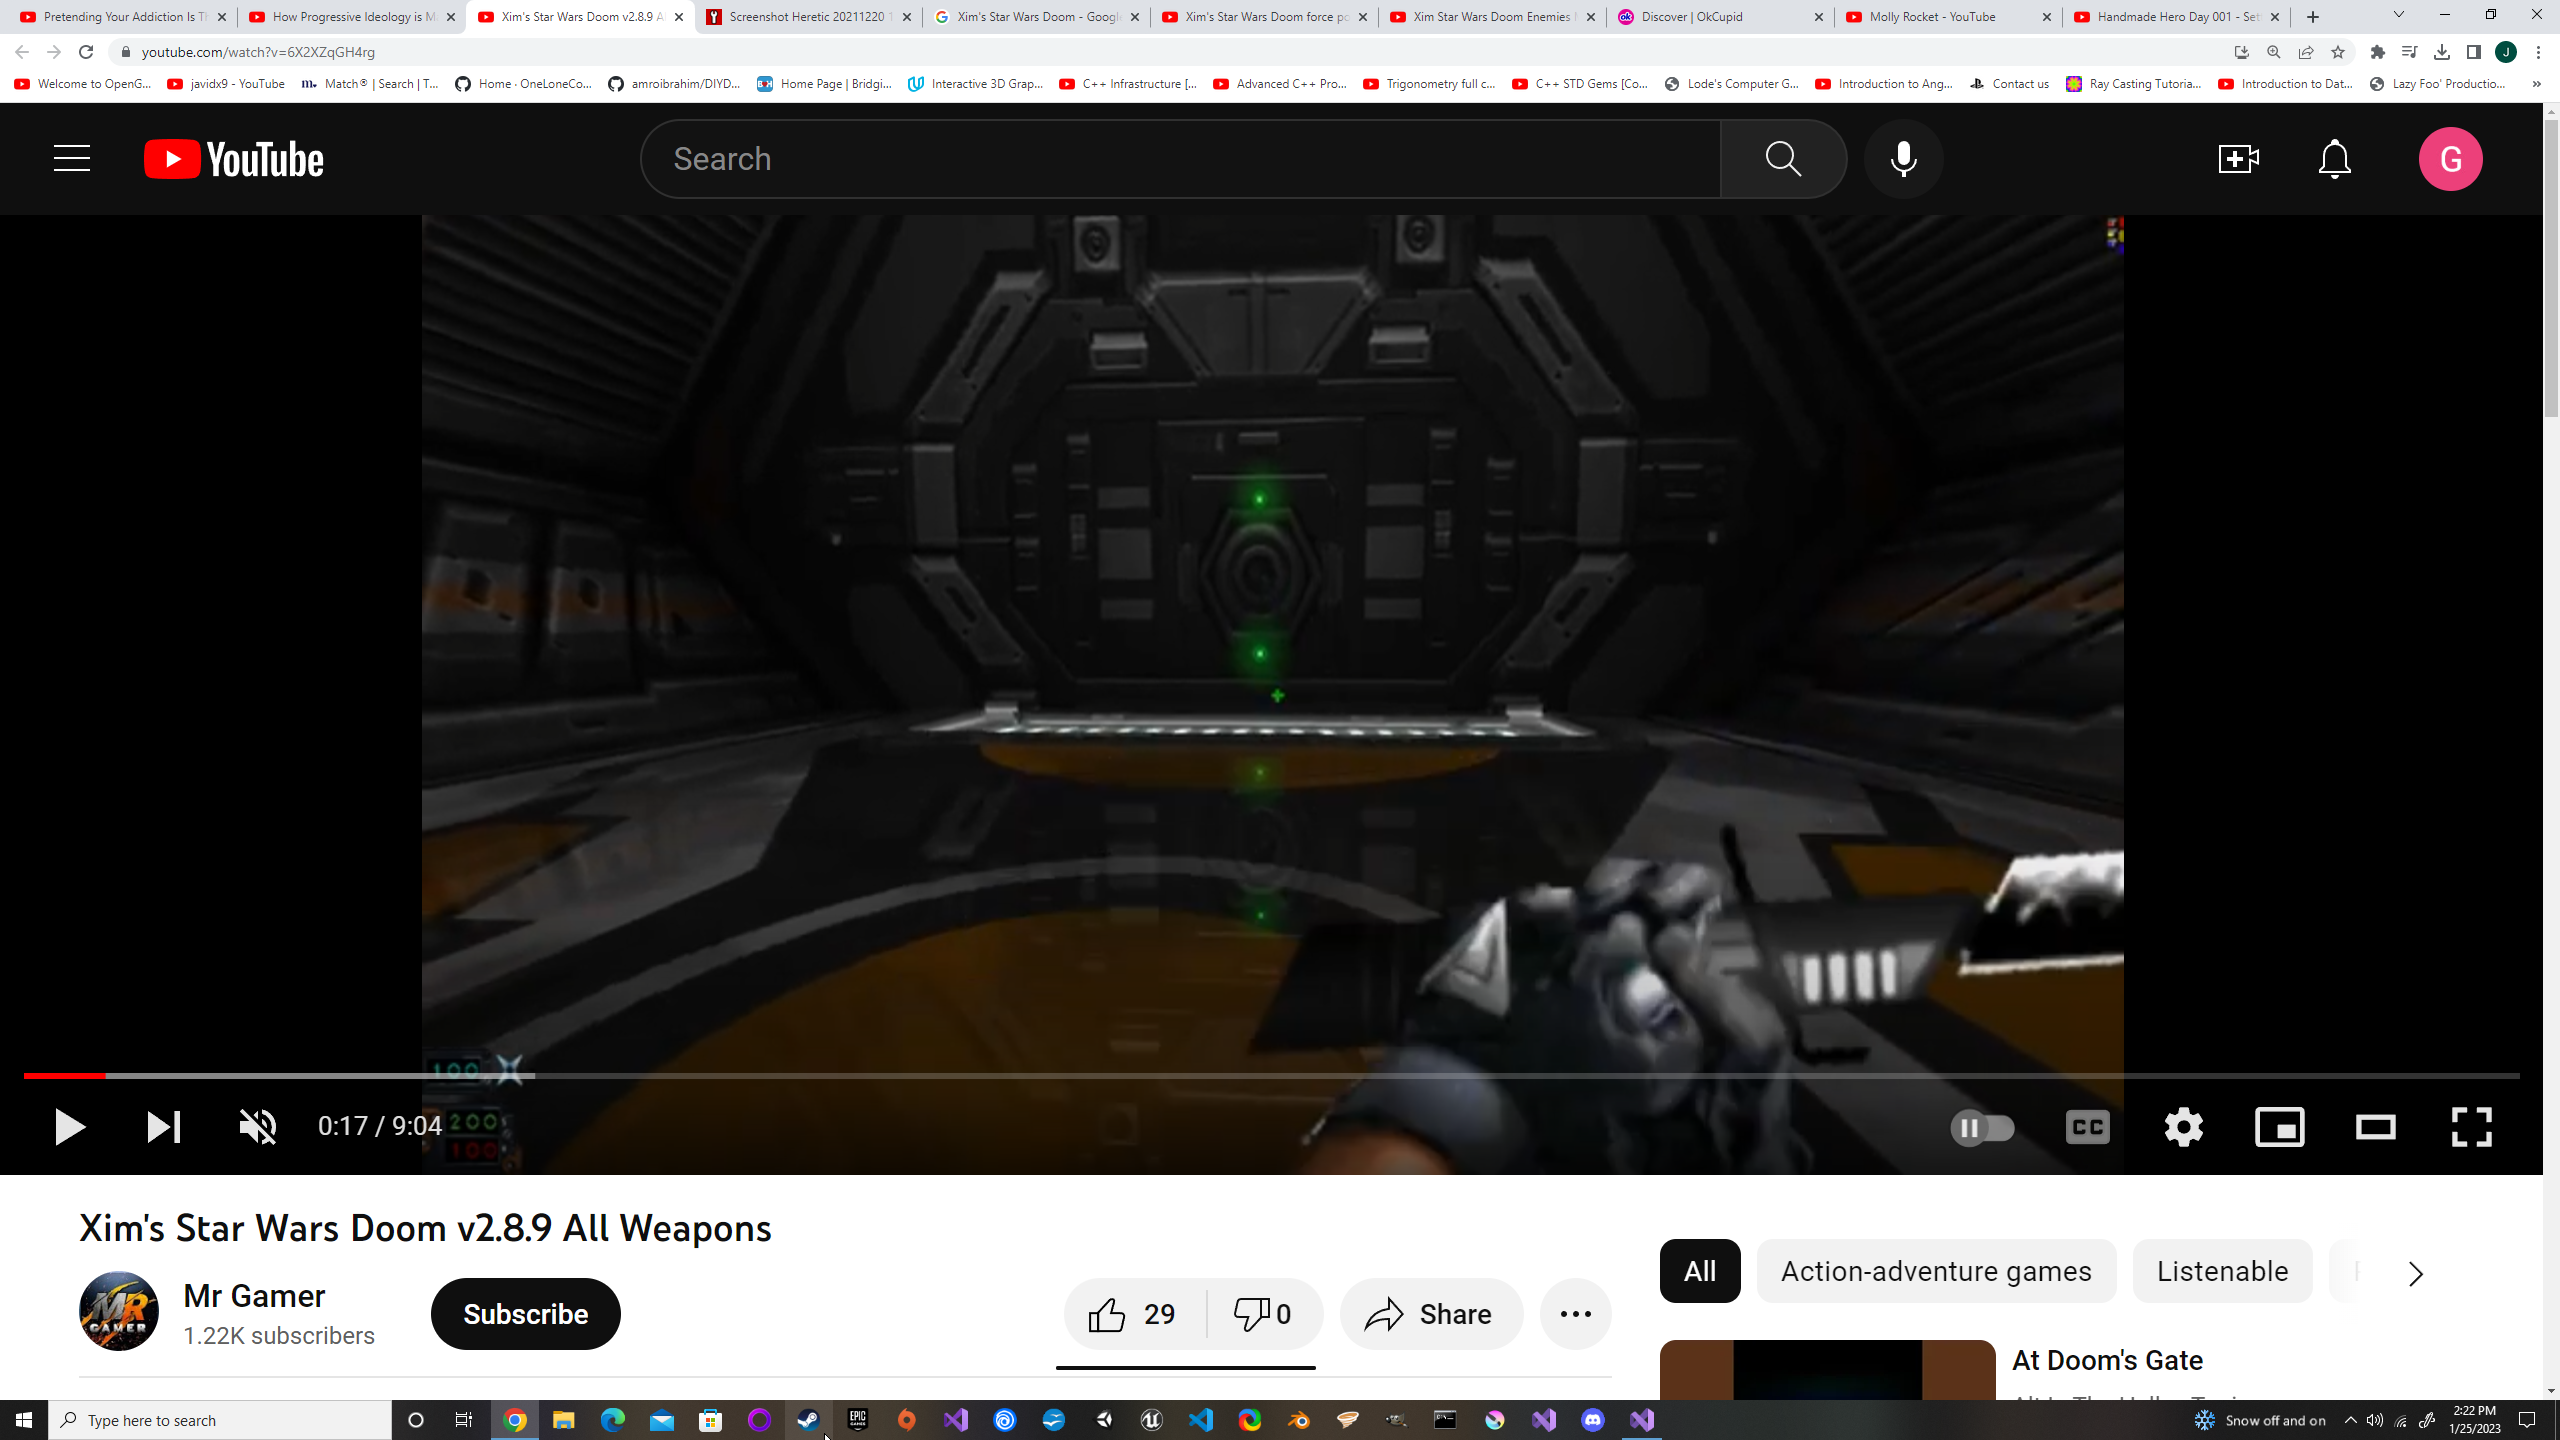 Pretending Your Addiction Is T
How Progressive Ideology is M
Xim's Star Wars Doom v2.8.9 A
Screenshot Heretic 20211220 1
Xim's Star Wars Doom - Googl
Xim's Star Wars Doom force po
Xim Star Wars Doom Enemies
Discover | OkCupid
Molly Rocket - YouTube
Handmade Hero Day 001 - Set
youtube.com/watch?v=6X2XZqGH4rg
J
Welcome to OpenG...
javidx9 - YouTube
Match® | Search | T...
Home · OneLoneCo...
amroibrahim/DIYD...
Home Page | Bridgi...
Interactive 3D Grap...
C++ Infrastructure [...
Advanced C++ Pro...
Trigonometry full c...
C++ STD Gems [Co...
Lode's Computer G...
Introduction to Ang...
Contact us
Ray Casting Tutoria...
Introduction to Dat...
Lazy Foo' Productio...
YouTube
Search
G
100
200
100
0:17 / 9:04
CC
Xim's Star Wars Doom v2.8.9 All Weapons
Mr Gamer
1.22K subscribers
Subscribe
29
0
Share
All
Action-adventure games
Listenable
At Doom's Gate
MR
GAMER
Type here to search
EPIC
GAMES
Snow off and on
2:22 PM
1/25/2023